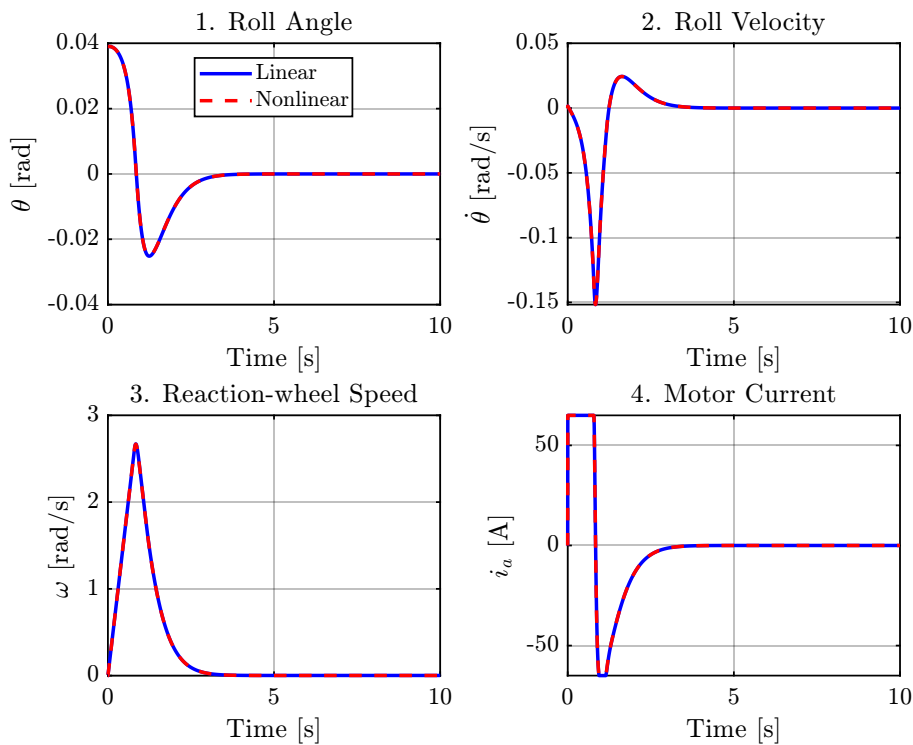 1. Roll Angle
0.04
0.02
0
-0.02
-0.04
θ [rad]
Linear
Nonlinear
0
5
10
Time [s]
2. Roll Velocity
0.05
0
-0.05
-0.1
-0.15
θ̇ [rad/s]
0
5
10
Time [s]
3. Reaction-wheel Speed
3
2
1
0
ω [rad/s]
0
5
10
Time [s]
4. Motor Current
50
0
-50
i_a [A]
0
5
10
Time [s]